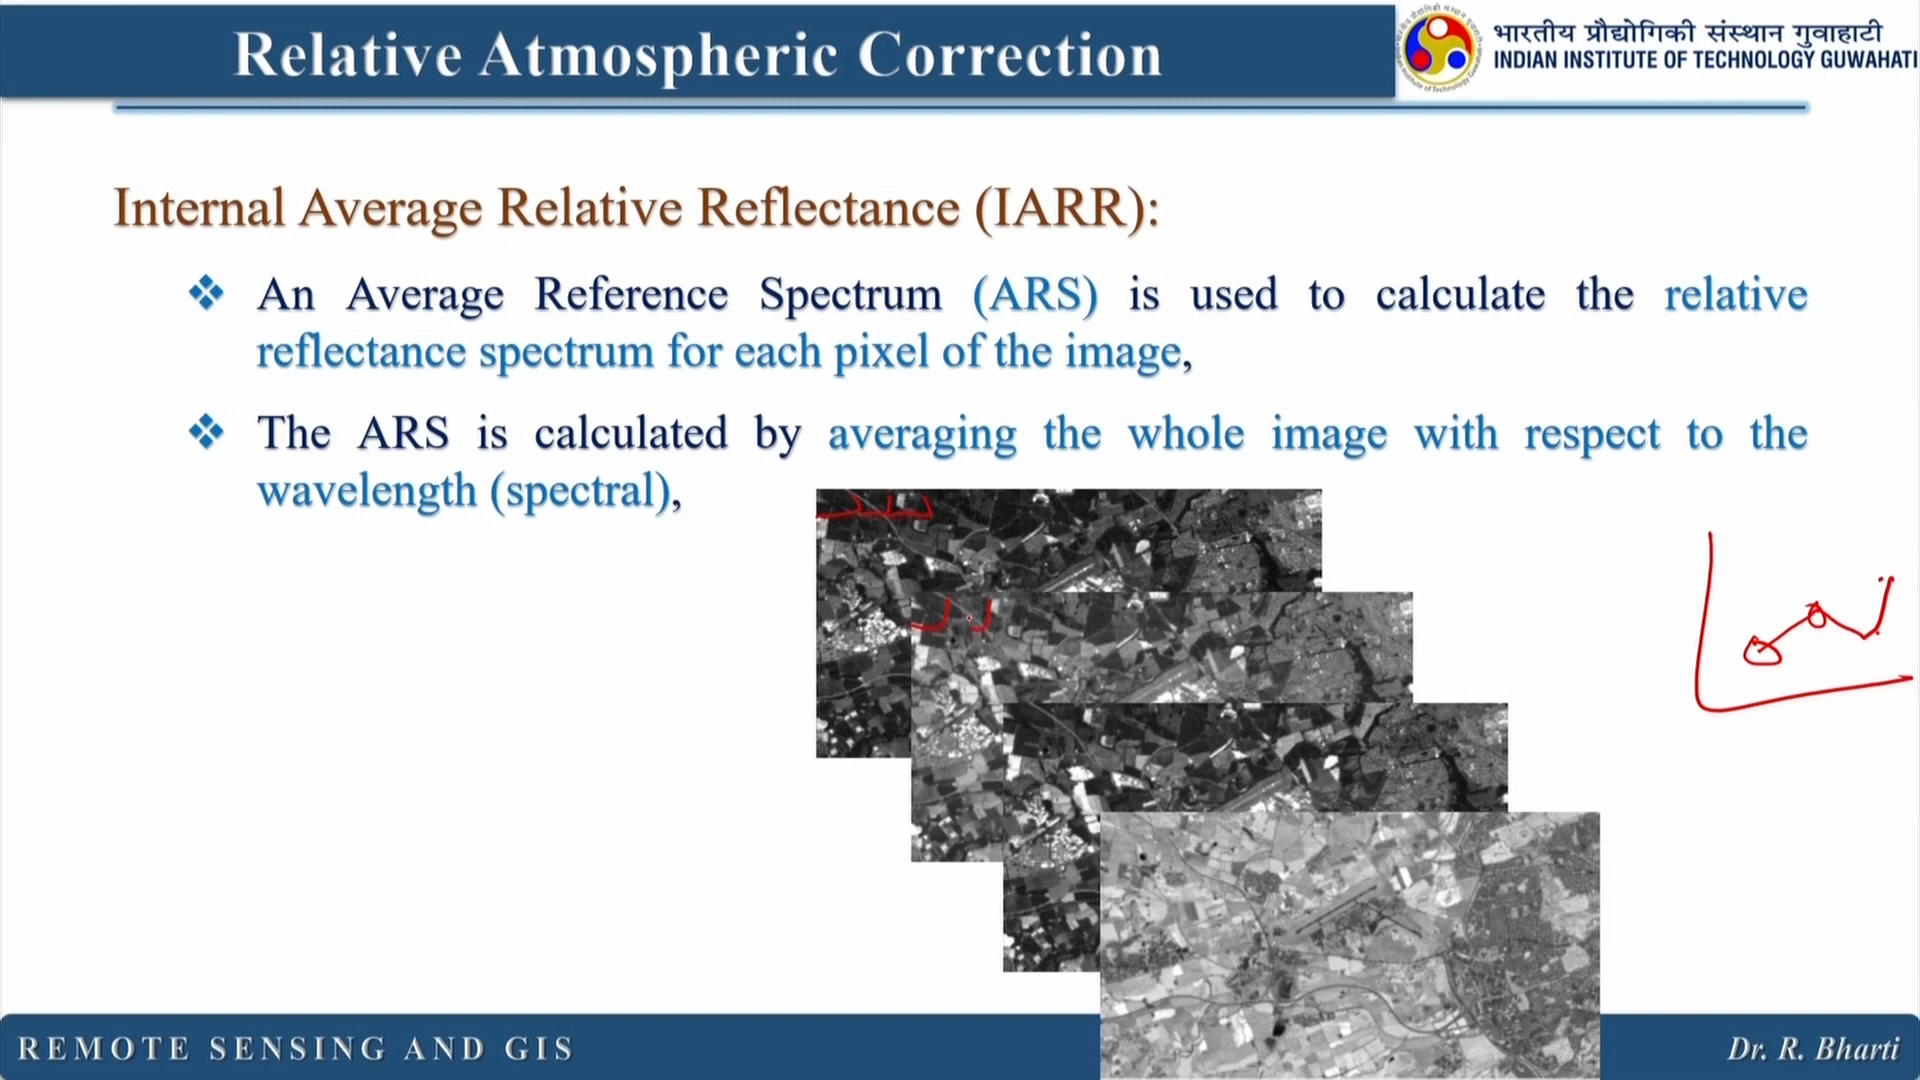 Relative Atmospheric Correction
भारतीय प्रौद्योगिकी संस्थान गुवाहाटी
INDIAN INSTITUTE OF TECHNOLOGY GUWAHATI
Internal Average Relative Reflectance (IARR):
❖ An Average Reference Spectrum (ARS) is used to calculate the relative
reflectance spectrum for each pixel of the image,
❖ The ARS is calculated by averaging the whole image with respect to the
wavelength (spectral),
REMOTE SENSING AND GIS
Dr. R. Bharti